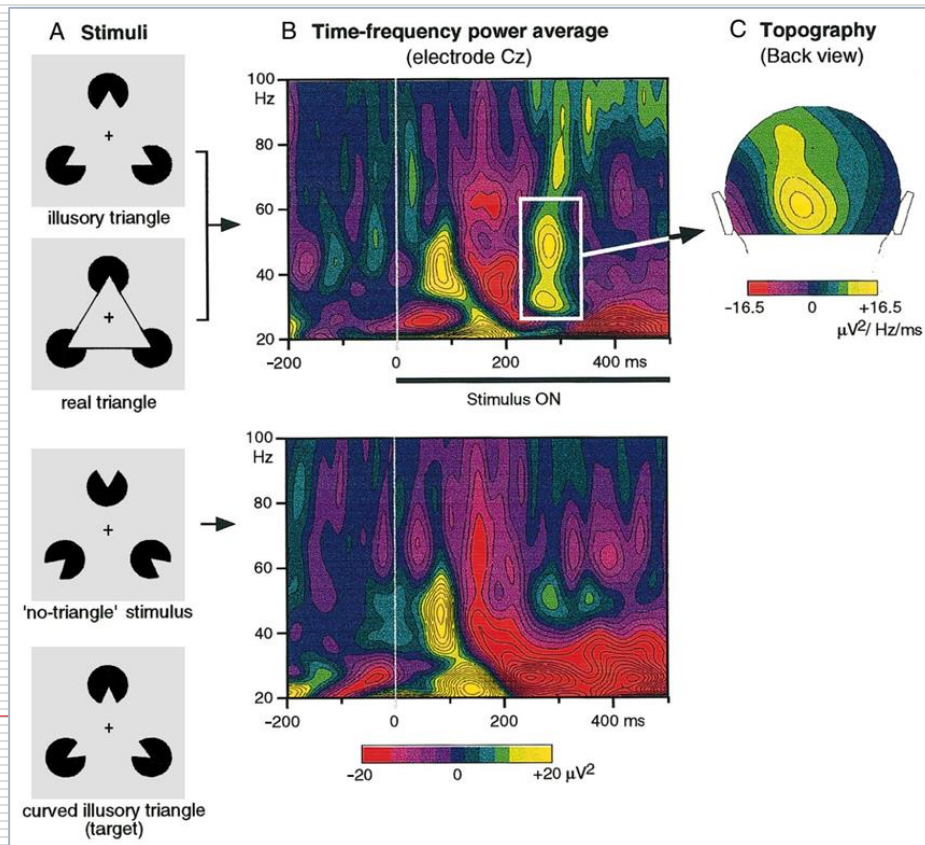 A Stimuli
illusory triangle
real triangle
'no-triangle' stimulus
curved illusory triangle
(target)
B Time-frequency power average
(electrode Cz)
100
Hz
80
60
40
20
-200 0 200 400 ms
Stimulus ON
100
Hz
80
60
40
20
-200 0 200 400 ms
-20 0 +20 µV²
C Topography
(Back view)
-16.5 0 +16.5
µV²/ Hz/ms